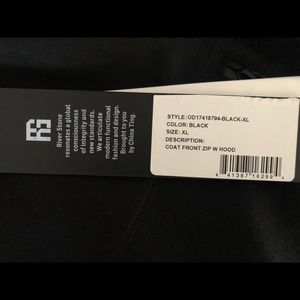 River Stone
resonates a global
consciousness
of integrity and
new standards.
We articulate
modern functional
fashion and design.
brought to you
by China Ting.
STYLE: OD17418794-BLACK-XL
COLOR: BLACK
SIZE: XL
DESCRIPTION:
COAT FRONT ZIP W HOOD